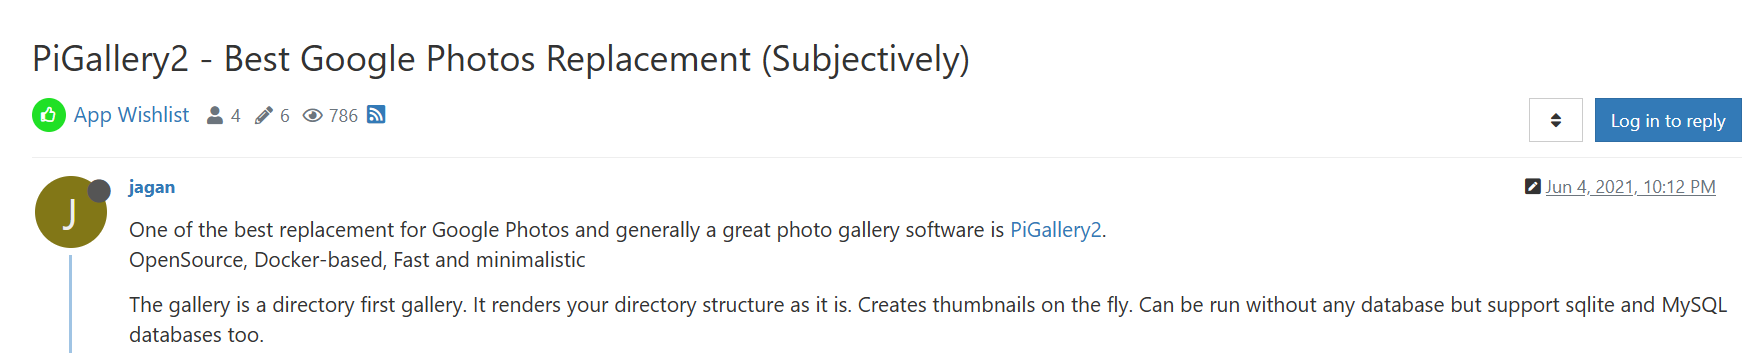 PiGallery2 - Best Google Photos Replacement (Subjectively)
App Wishlist 4 6 786
Log in to reply
J
jagan
Jun 4, 2021, 10:12 PM
One of the best replacement for Google Photos and generally a great photo gallery software is PiGallery2.
OpenSource, Docker-based, Fast and minimalistic
The gallery is a directory first gallery. It renders your directory structure as it is. Creates thumbnails on the fly. Can be run without any database but support sqlite and MySQL
databases too.